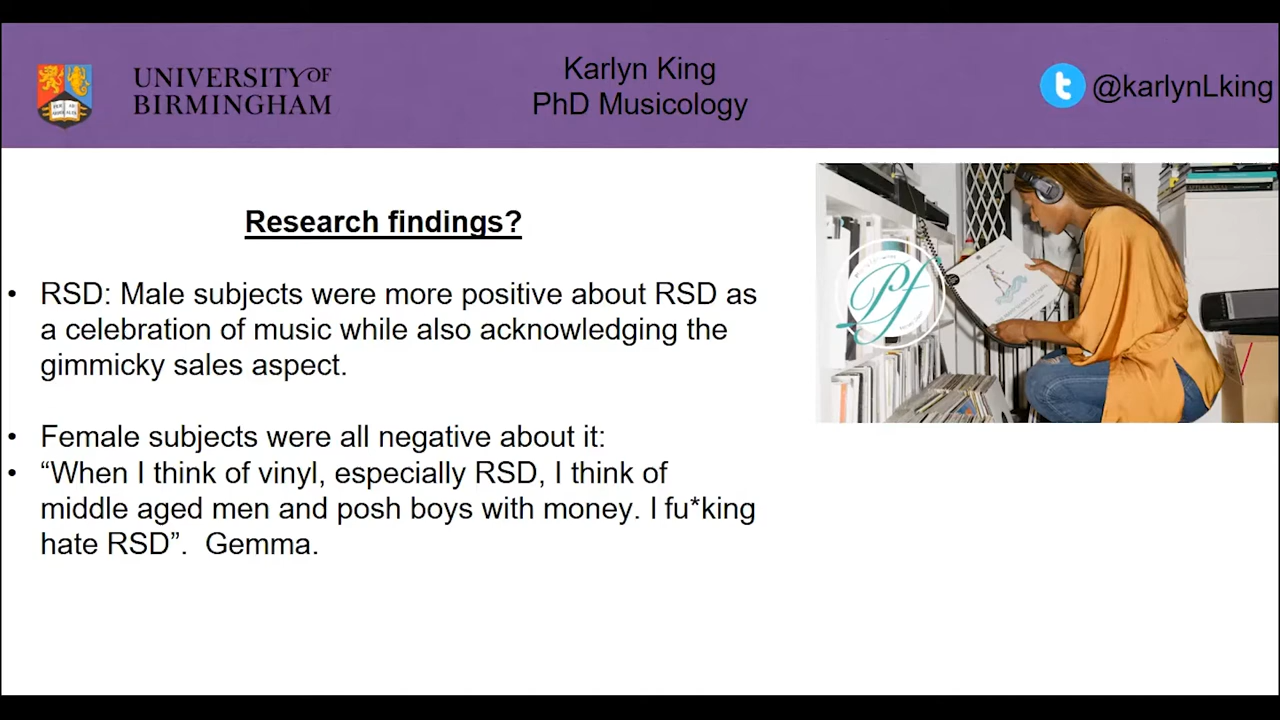 UNIVERSITY OF
BIRMINGHAM
Karlyn King
PhD Musicology
@karlynLking
Research findings?
• RSD: Male subjects were more positive about RSD as
a celebration of music while also acknowledging the
gimmicky sales aspect.
• Female subjects were all negative about it:
• “When I think of vinyl, especially RSD, I think of
middle aged men and posh boys with money. I fu*king
hate RSD”.  Gemma.